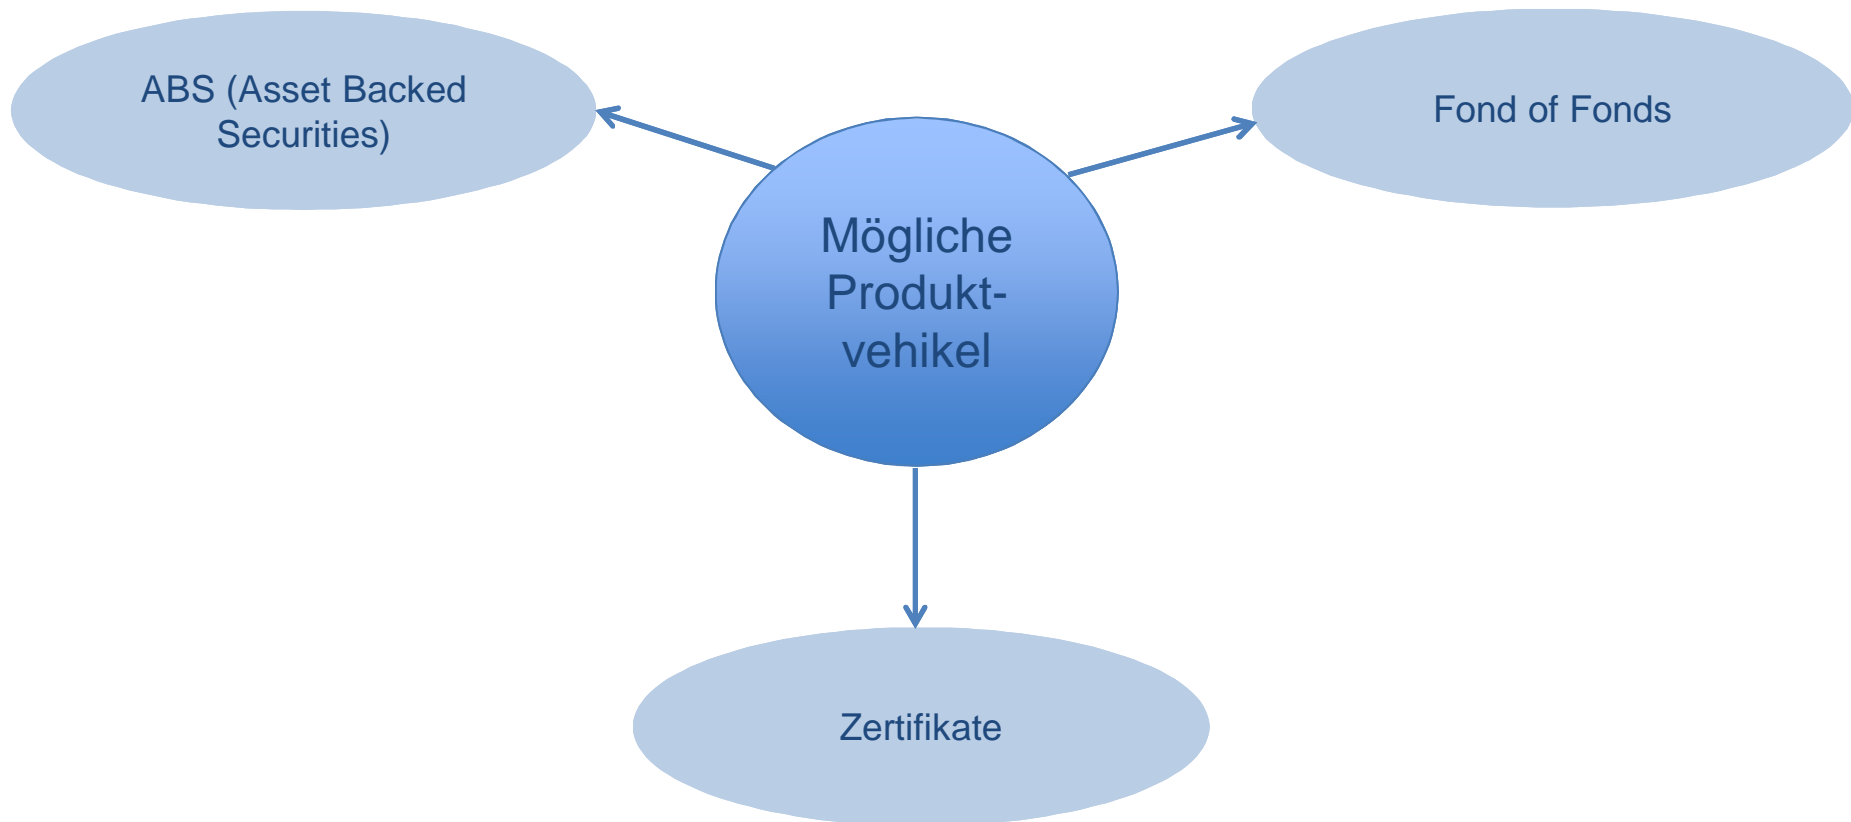 ABS (Asset Backed
Securities)
Fond of Fonds
Mögliche
Produkt-
vehikel
Zertifikate